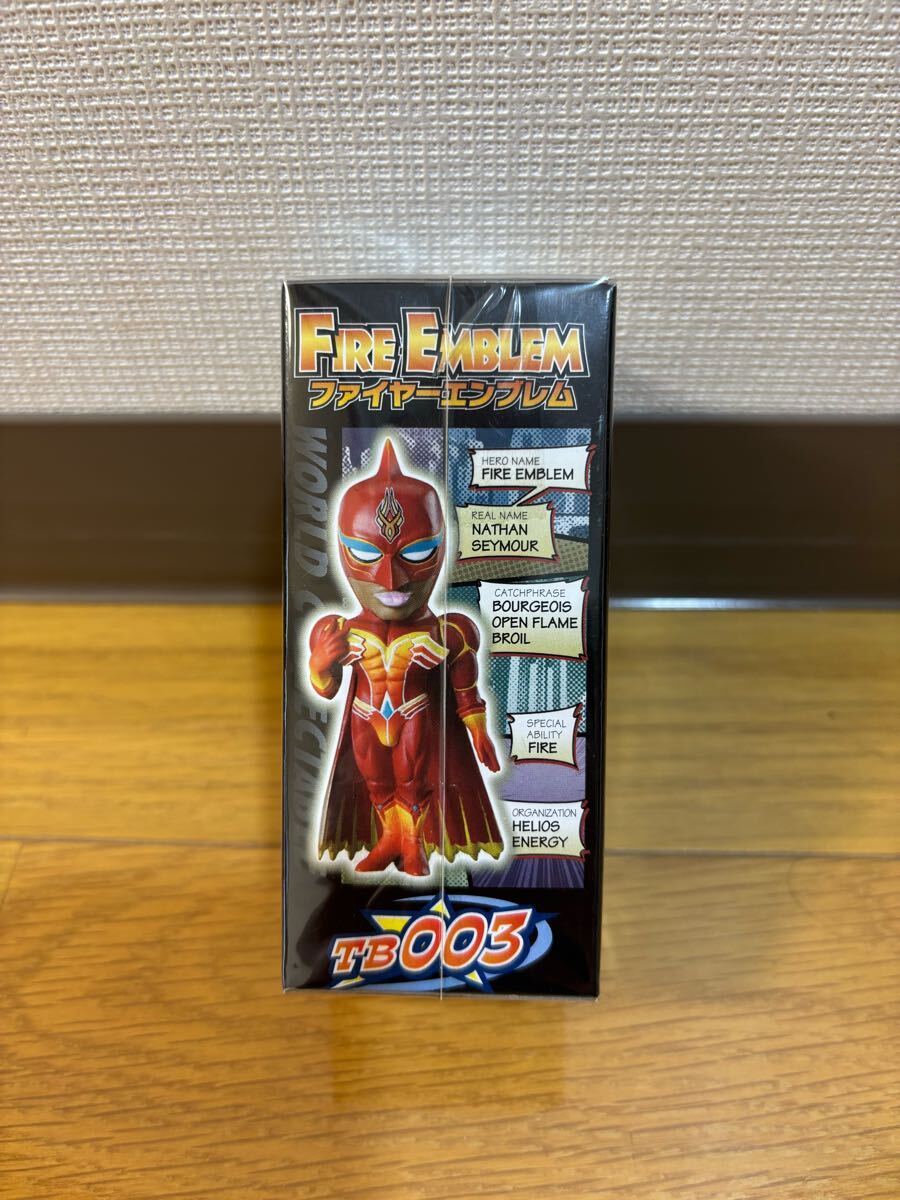 FIRE EMBLEM
ファイヤーエンブレム
HERO NAME
FIRE EMBLEM
REAL NAME
NATHAN
SEYMOUR
CATCHPHRASE
BOURGEOIS
OPEN FLAME
BROIL
SPECIAL
ABILITY
FIRE
ORGANIZATION
HELIOS
ENERGY
WORLD
TB003